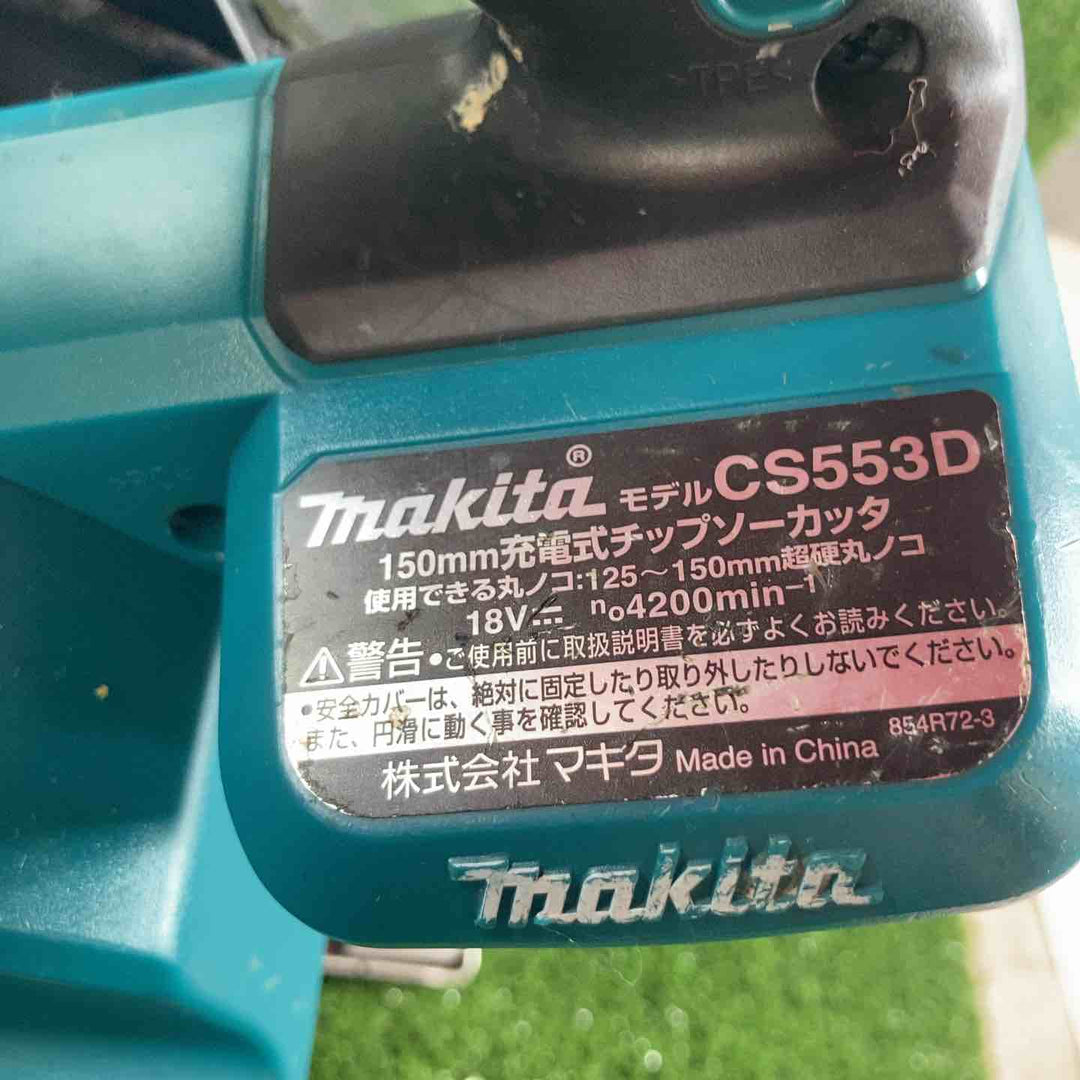 makita® モデル CS553D
150mm充電式チップソーカッタ
使用できる丸ノコ:125～150mm超硬丸ノコ
18V⎓ n₀4200min⁻¹
⚠警告 •ご使用前に取扱説明書を必ずよくお読みください。
•安全カバーは、絶対に固定したり取り外したりしないでください。
また、円滑に動く事を確認してください。
854R72-3
株式会社 マキタ Made in China
makita